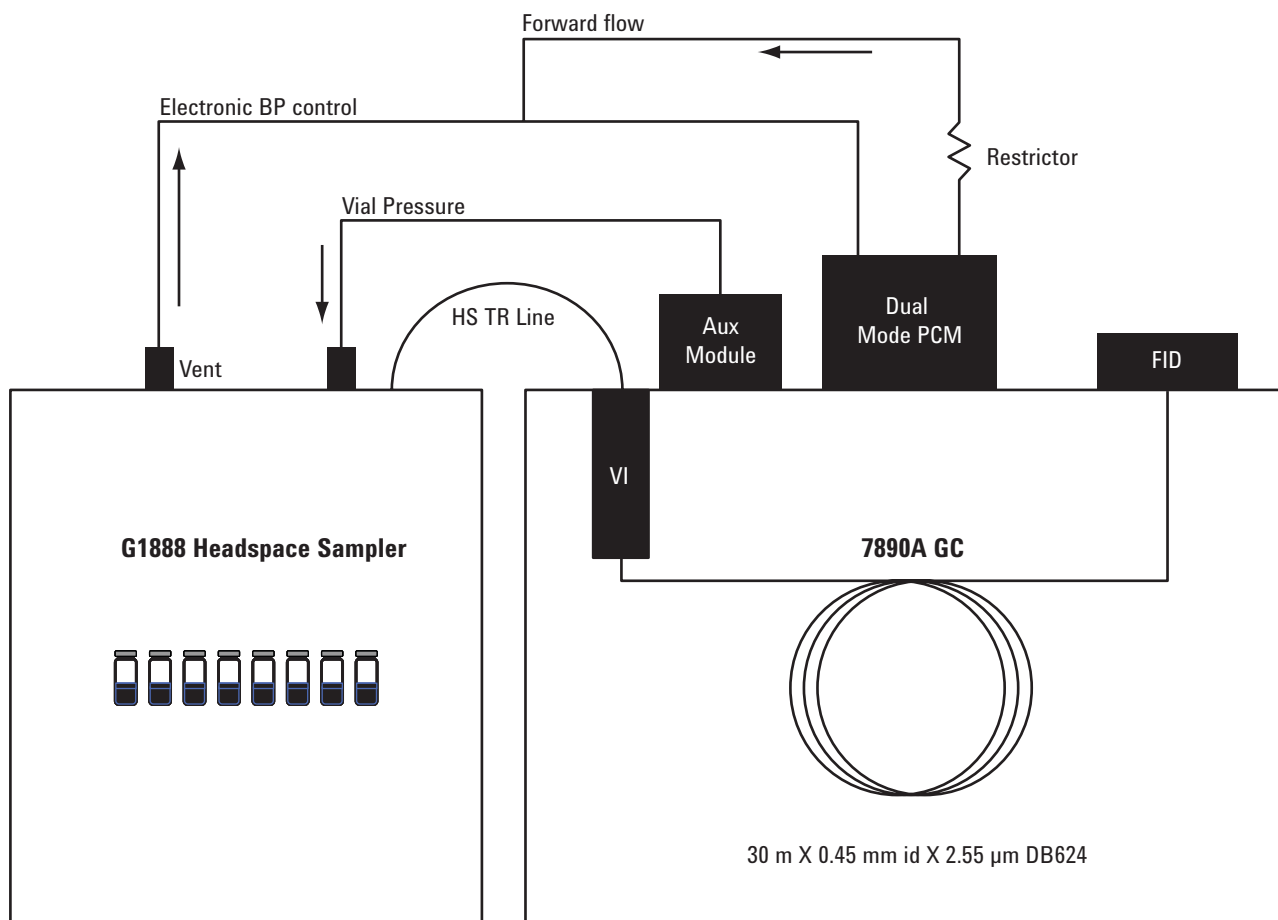 Forward flow
Electronic BP control
Restrictor
Vial Pressure
HS TR Line
Aux
Module
Dual
Mode PCM
FID
Vent
VI
G1888 Headspace Sampler
7890A GC
30 m X 0.45 mm id X 2.55 µm DB624